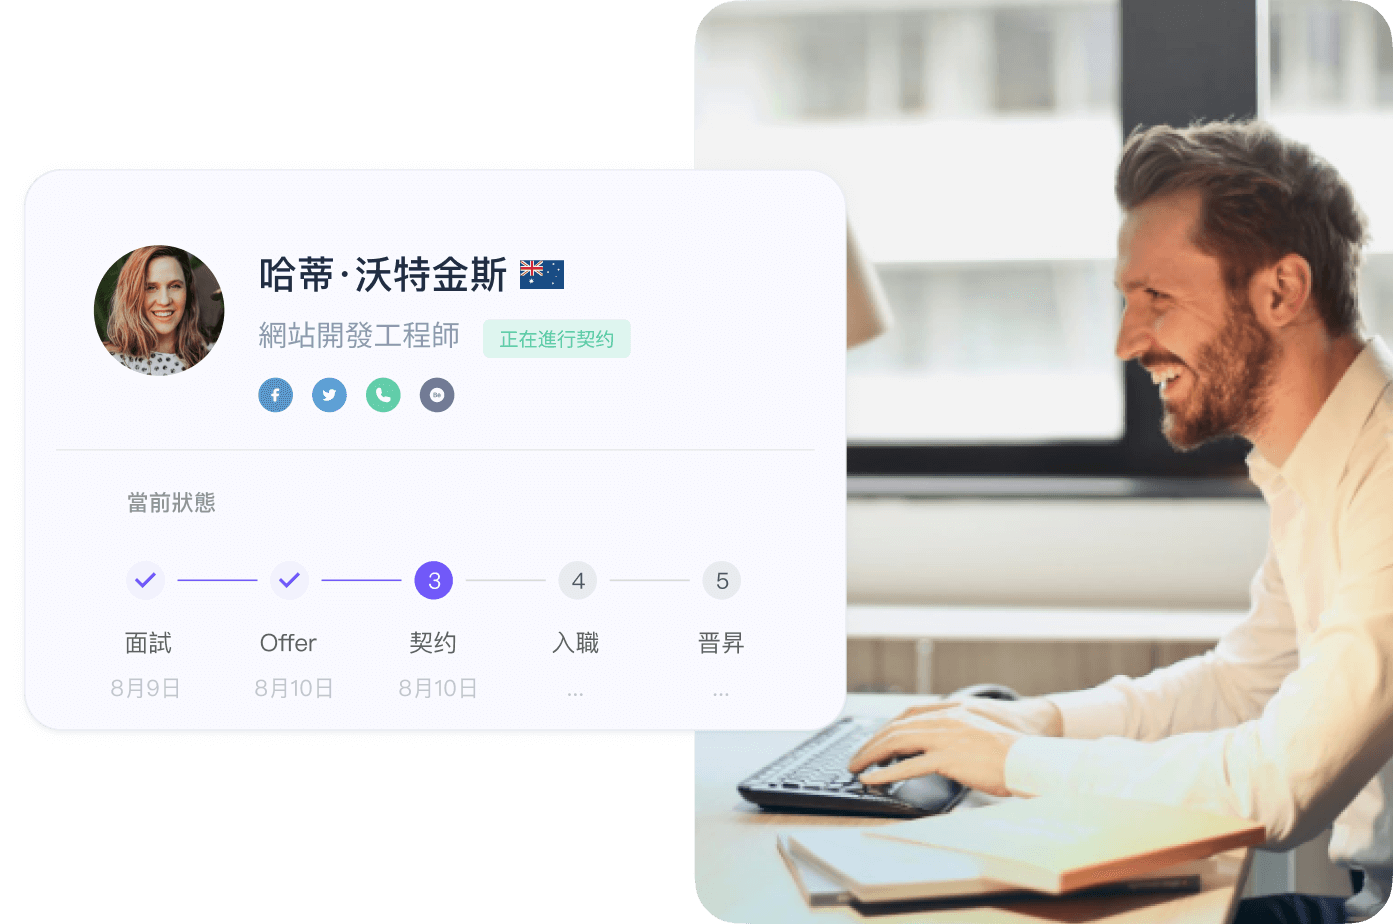 哈蒂·沃特金斯
網站開發工程師 正在進行契约
當前狀態
3 4 5
面試 Offer 契约 入職 晋昇
8月9日 8月10日 8月10日 ... ...